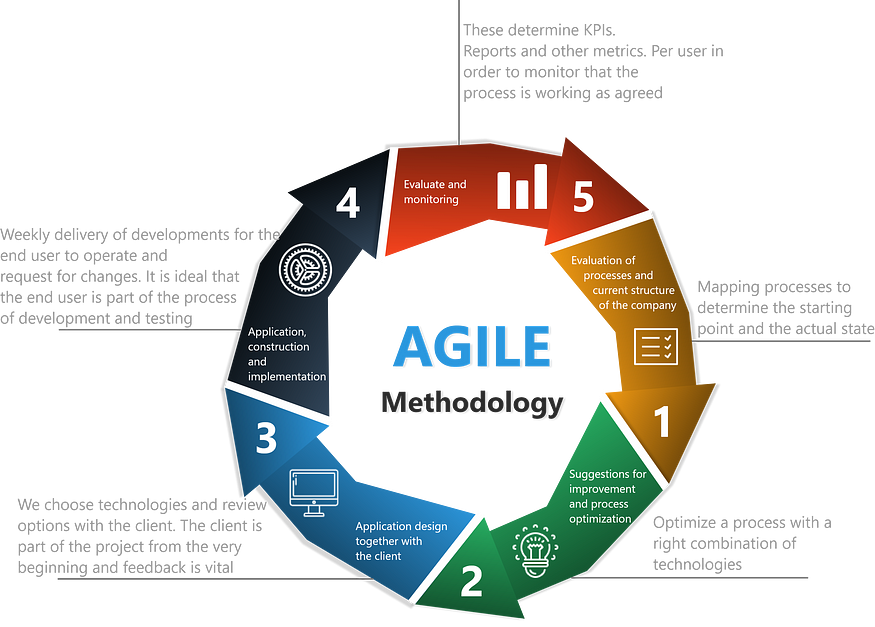 These determine KPIs.
Reports and other metrics. Per user in
order to monitor that the
process is working as agreed
4
Evaluate and
monitoring
5
Weekly delivery of developments for the
end user to operate and
request for changes. It is ideal that
the end user is part of the process
of development and testing
Evaluation of
processes and
current structure
of the company
Mapping processes to
determine the starting
point and the actual state
Application,
construction
and
implementation
AGILE
Methodology
1
3
Suggestions for
improvement
and process
optimization
We choose technologies and review
options with the client. The client is
part of the project from the very
beginning and feedback is vital
Application design
together with
the client
2
Optimize a process with a
right combination of
technologies